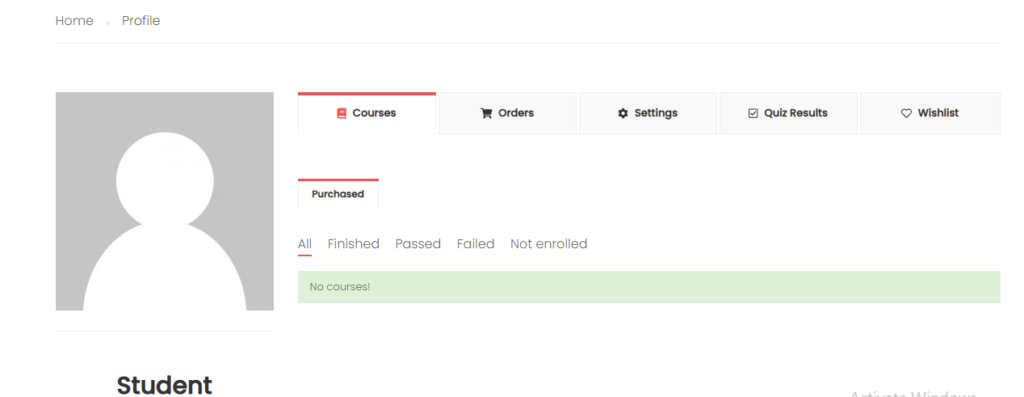 Home Profile
Courses Orders Settings Quiz Results Wishlist
Purchased
All Finished Passed Failed Not enrolled
No courses!
Student
Activate Windows